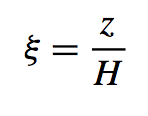 ξ = z/H